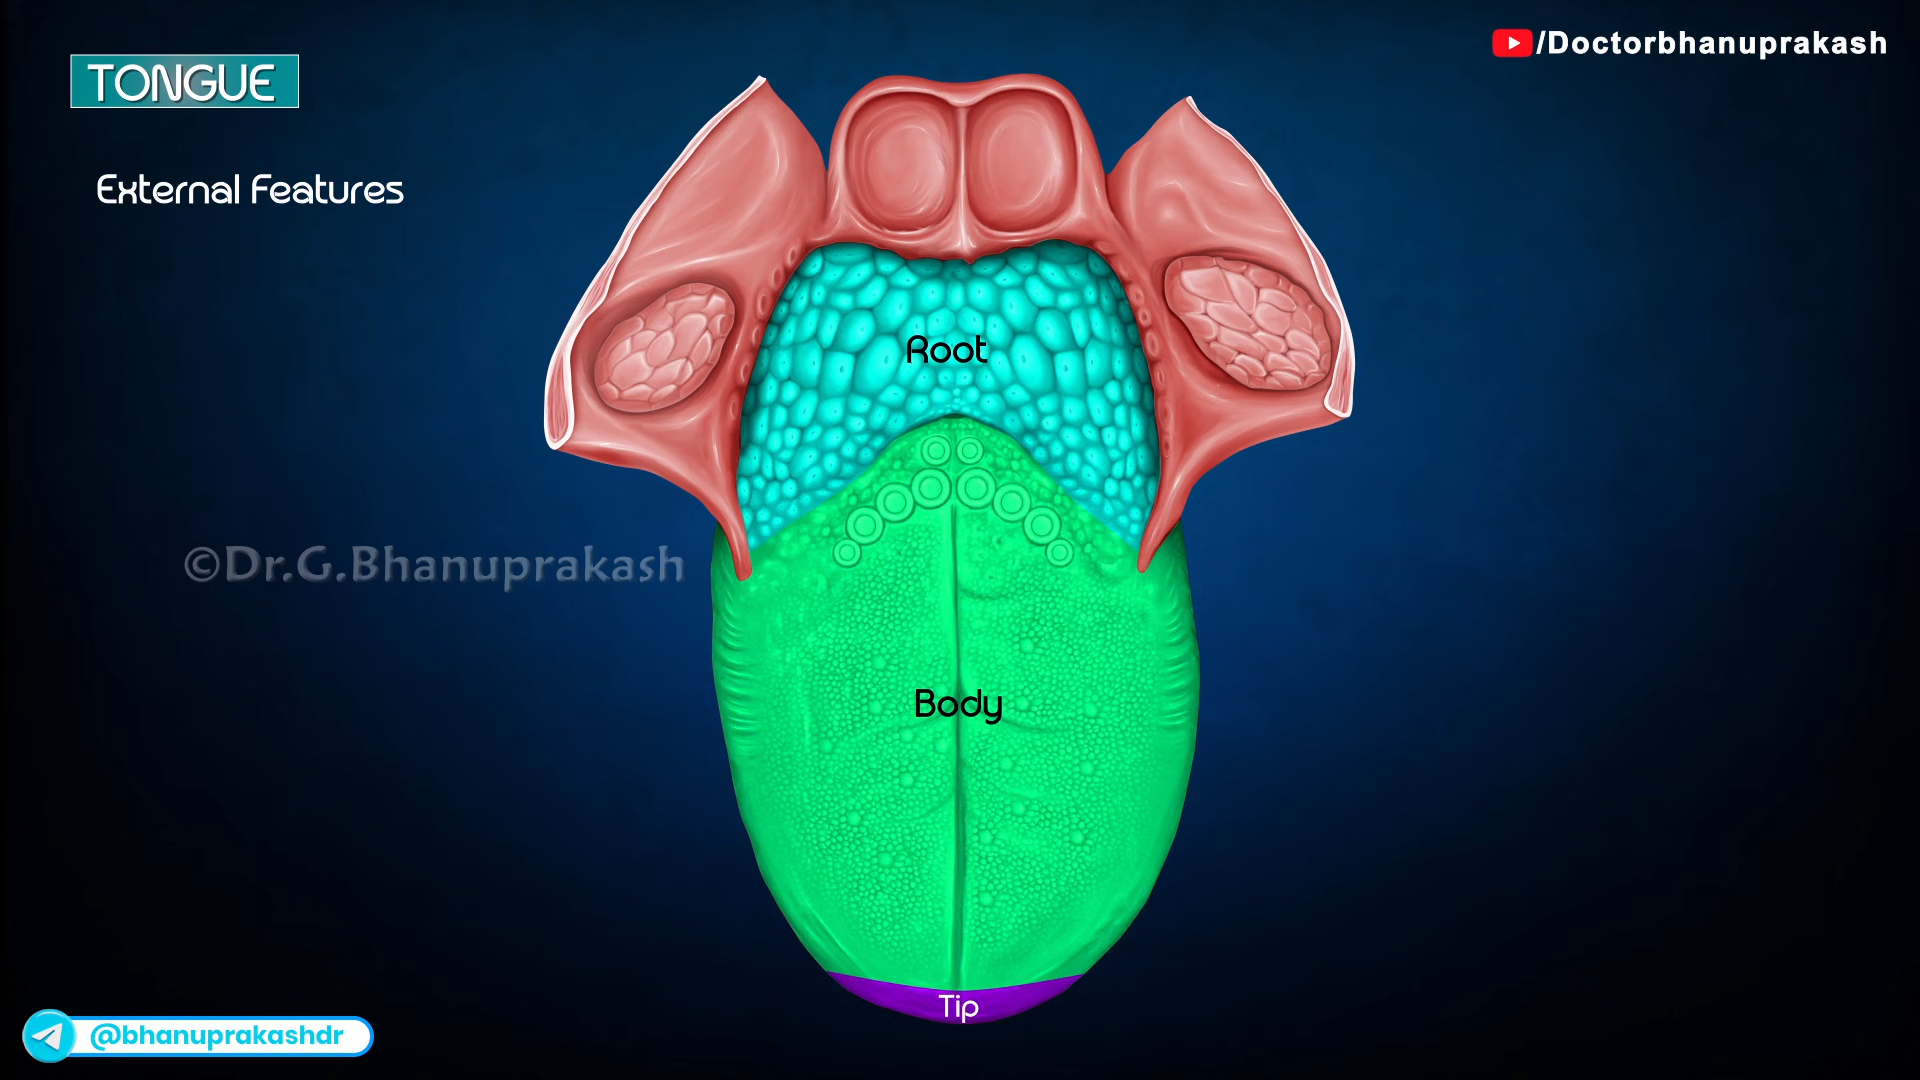 TONGUE
/Doctorbhanuprakash
External Features
Root
©Dr.G.Bhanuprakash
Body
Tip
@bhanuprakashdr